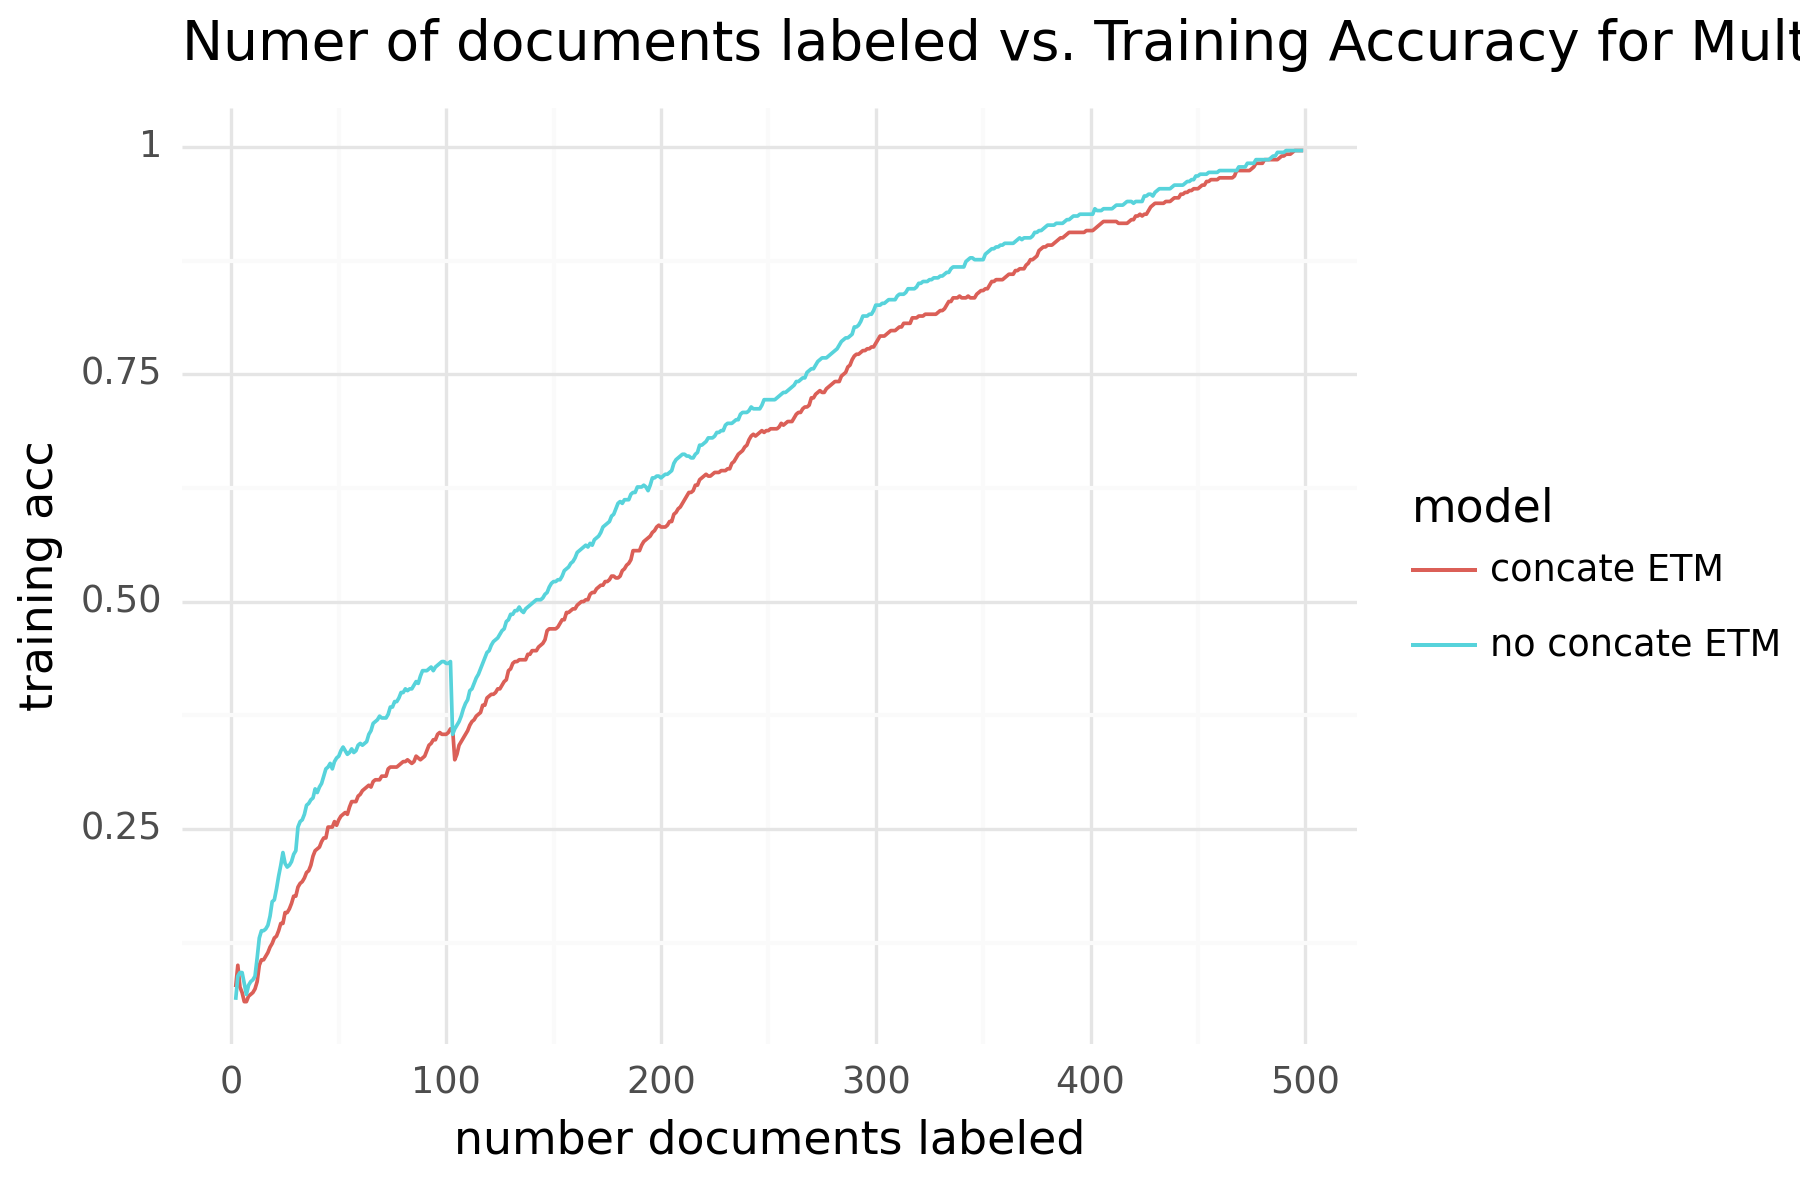 Numer of documents labeled vs. Training Accuracy for Mult
1
0.75
0.50
0.25
training acc
0 100 200 300 400 500
number documents labeled
model
concate ETM
no concate ETM